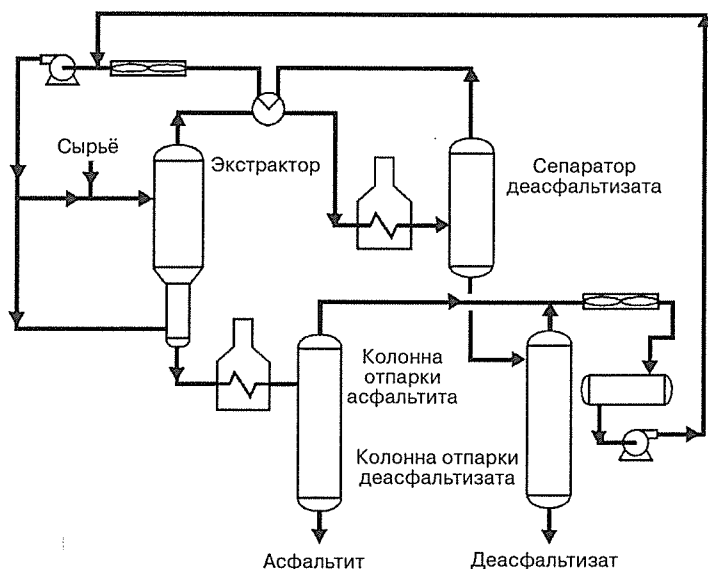 Сырьё
Экстрактор
Сепаратор
деасфальтизата
Колонна
отпарки
асфальтита
Колонна отпарки
деасфальтизата
Асфальтит
Деасфальтизат